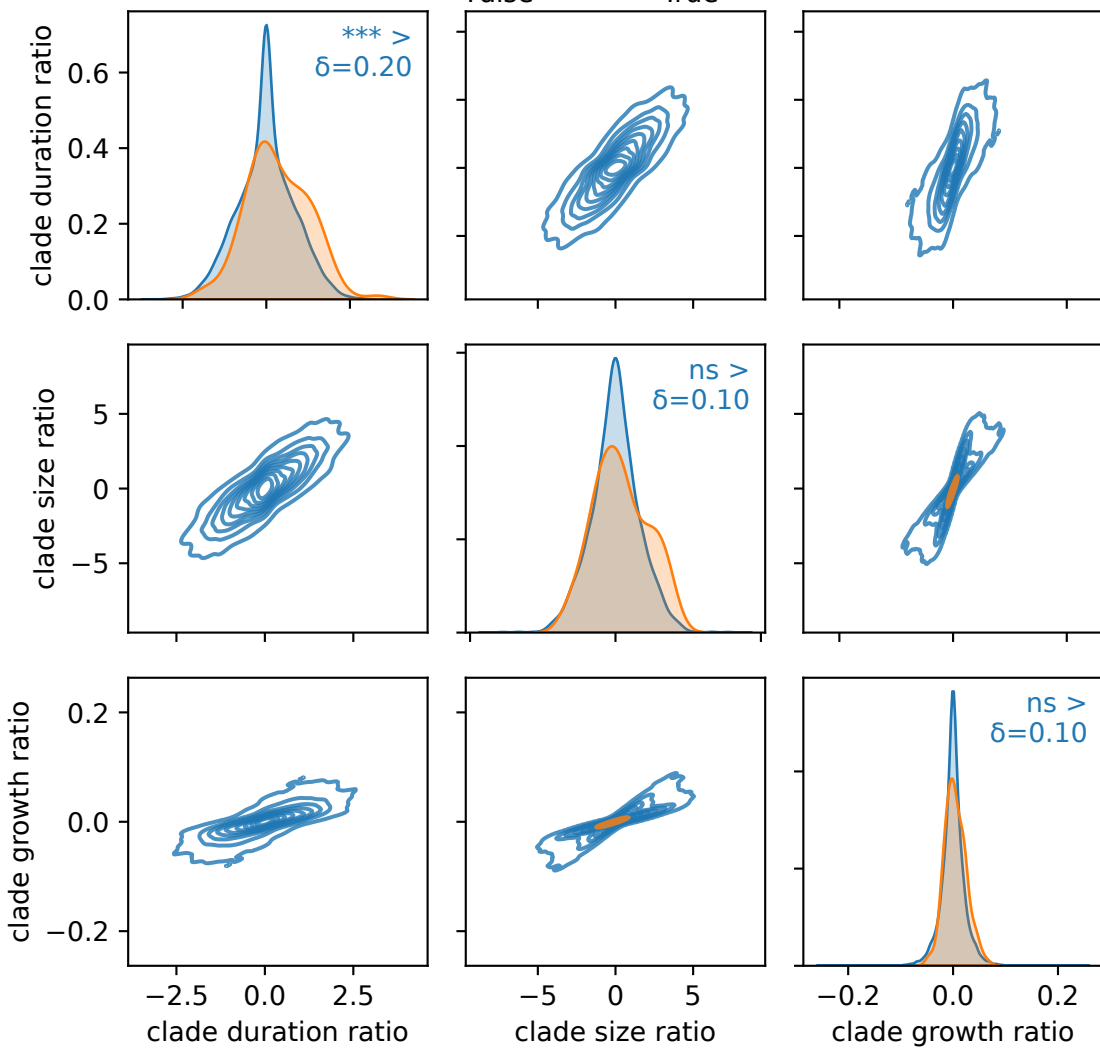 True
clade duration ratio
0.6
0.4
0.2
0.0
*** >
δ=0.20
clade size ratio
5
0
−5
ns >
δ=0.10
clade growth ratio
0.2
0.0
−0.2
ns >
δ=0.10
−2.5 0.0 2.5
−5 0 5
−0.2 0.0 0.2
clade duration ratio
clade size ratio
clade growth ratio